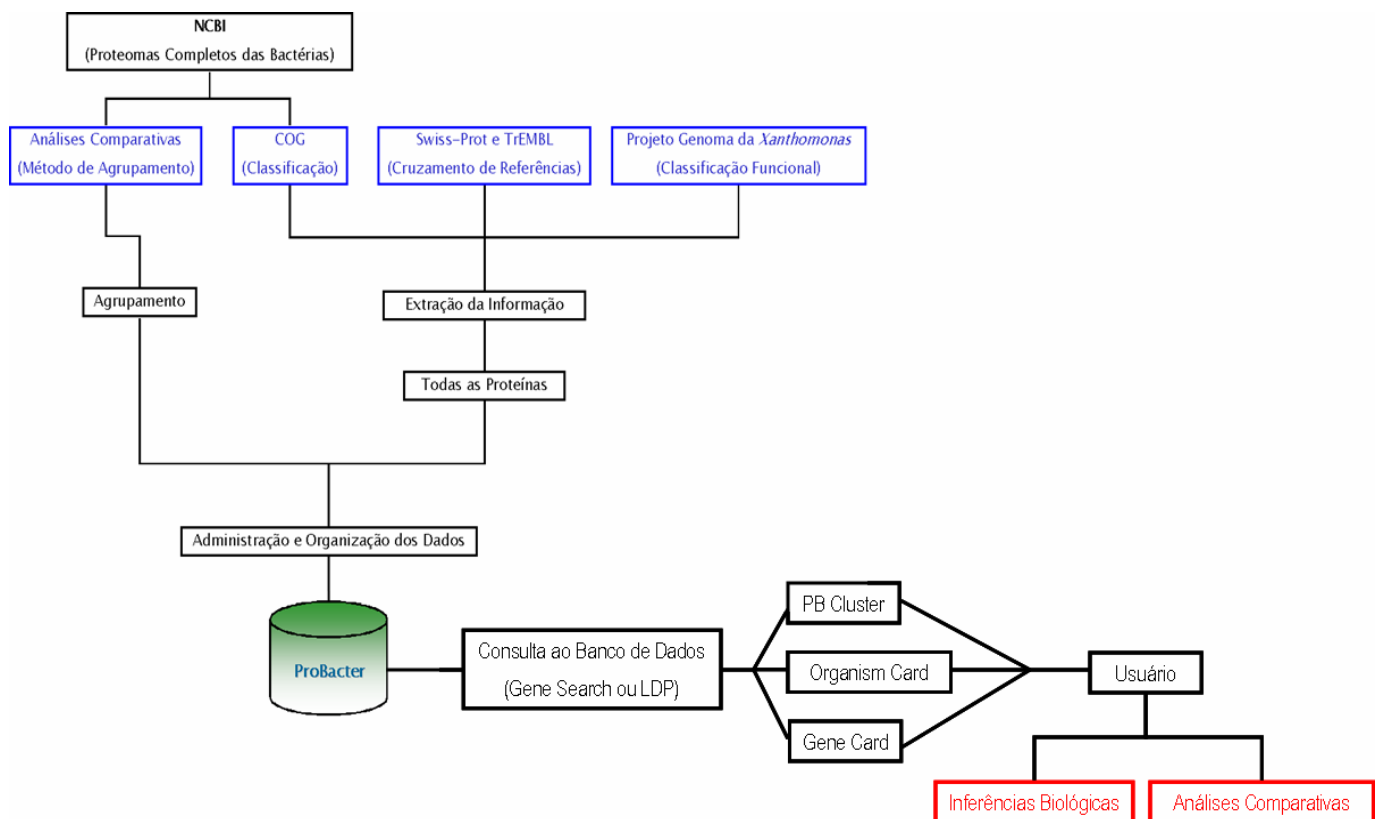 NCBI
(Proteomas Completos das Bactérias)
Análises Comparativas
(Método de Agrupamento)
COG
(Classificação)
Swiss-Prot e TrEMBL
(Cruzamento de Referências)
Projeto Genoma da Xanthomonas
(Classificação Funcional)
Agrupamento
Extração da Informação
Todas as Proteínas
Administração e Organização dos Dados
ProBacter
Consulta ao Banco de Dados
(Gene Search ou LDP)
PB Cluster
Organism Card
Gene Card
Usuário
Inferências Biológicas
Análises Comparativas